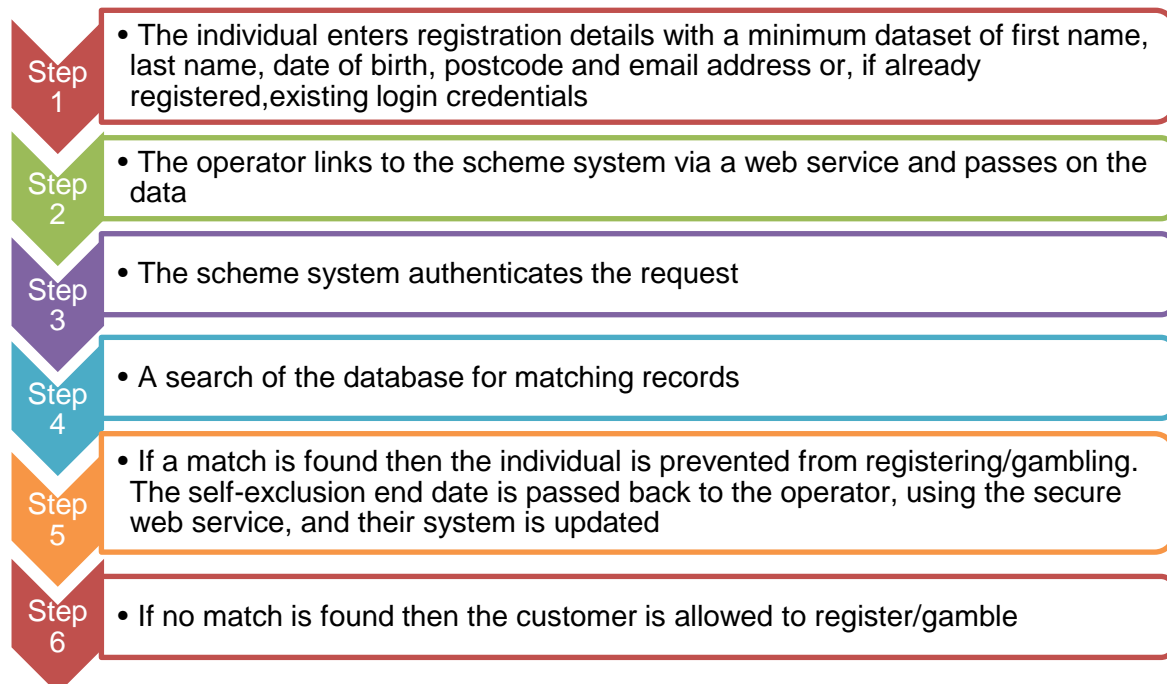 Step
1
• The individual enters registration details with a minimum dataset of first name,
last name, date of birth, postcode and email address or, if already
registered,existing login credentials
Step
2
• The operator links to the scheme system via a web service and passes on the
data
Step
3
• The scheme system authenticates the request
Step
4
• A search of the database for matching records
Step
5
• If a match is found then the individual is prevented from registering/gambling.
The self-exclusion end date is passed back to the operator, using the secure
web service, and their system is updated
Step
6
• If no match is found then the customer is allowed to register/gamble